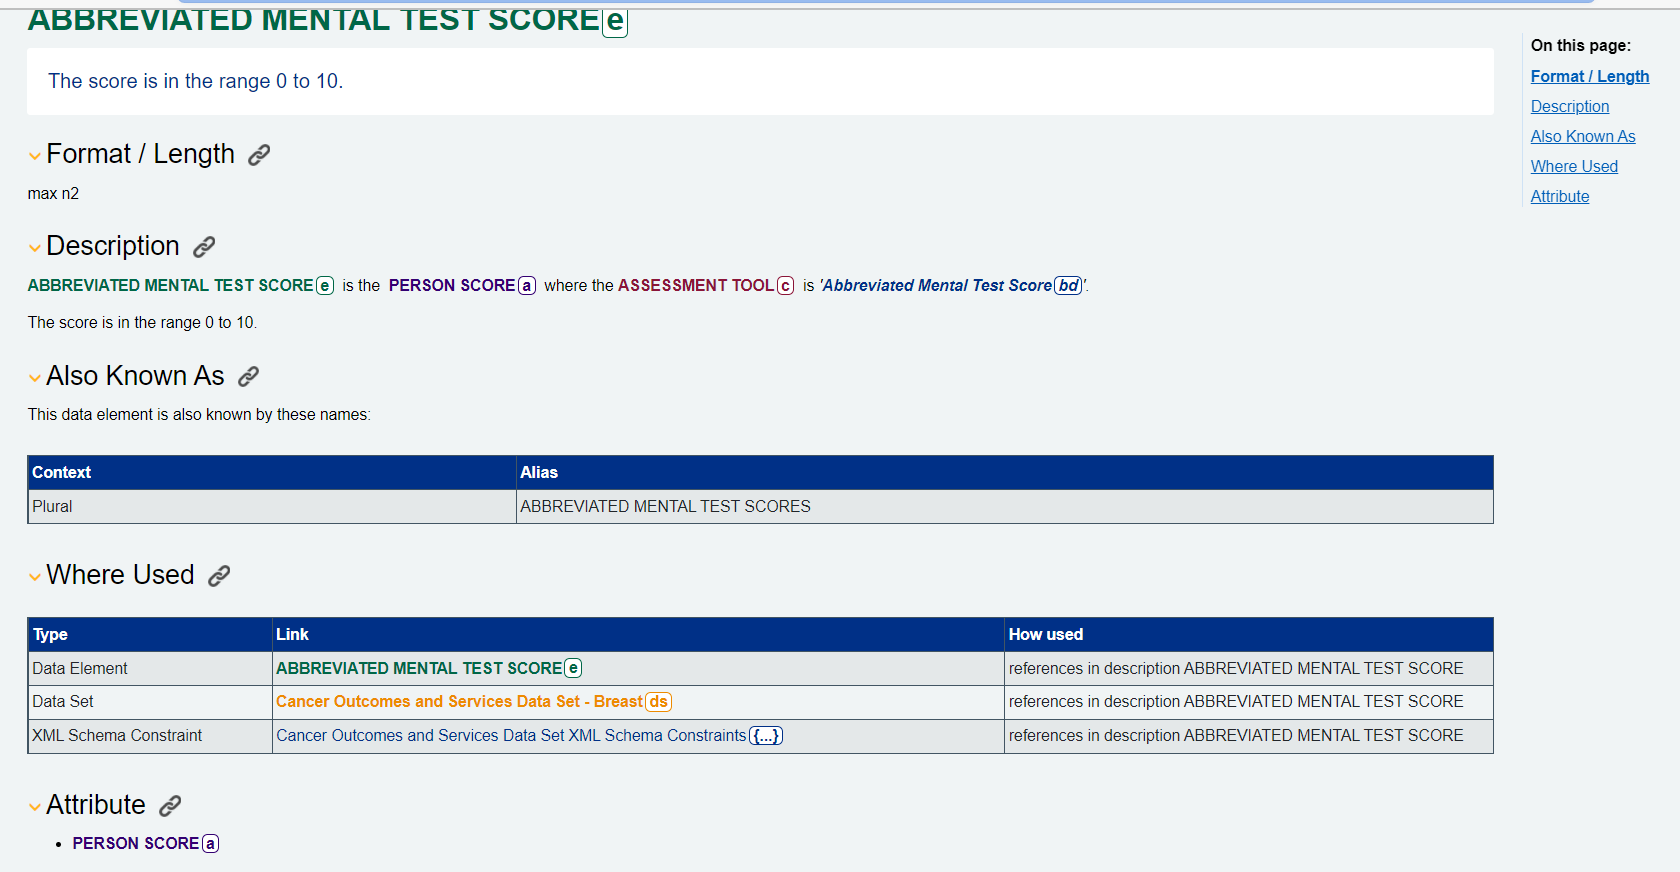 ABBREVIATED MENTAL TEST SCORE e
The score is in the range 0 to 10.
Format / Length
max n2
Description
ABBREVIATED MENTAL TEST SCORE e is the PERSON SCORE a where the ASSESSMENT TOOL c is 'Abbreviated Mental Test Score bd'.
The score is in the range 0 to 10.
Also Known As
This data element is also known by these names:
Context Alias
Plural ABBREVIATED MENTAL TEST SCORES
Where Used
Type Link How used
Data Element ABBREVIATED MENTAL TEST SCORE e references in description ABBREVIATED MENTAL TEST SCORE
Data Set Cancer Outcomes and Services Data Set - Breast ds references in description ABBREVIATED MENTAL TEST SCORE
XML Schema Constraint Cancer Outcomes and Services Data Set XML Schema Constraints {...} references in description ABBREVIATED MENTAL TEST SCORE
Attribute
• PERSON SCORE a
On this page:
Format / Length
Description
Also Known As
Where Used
Attribute